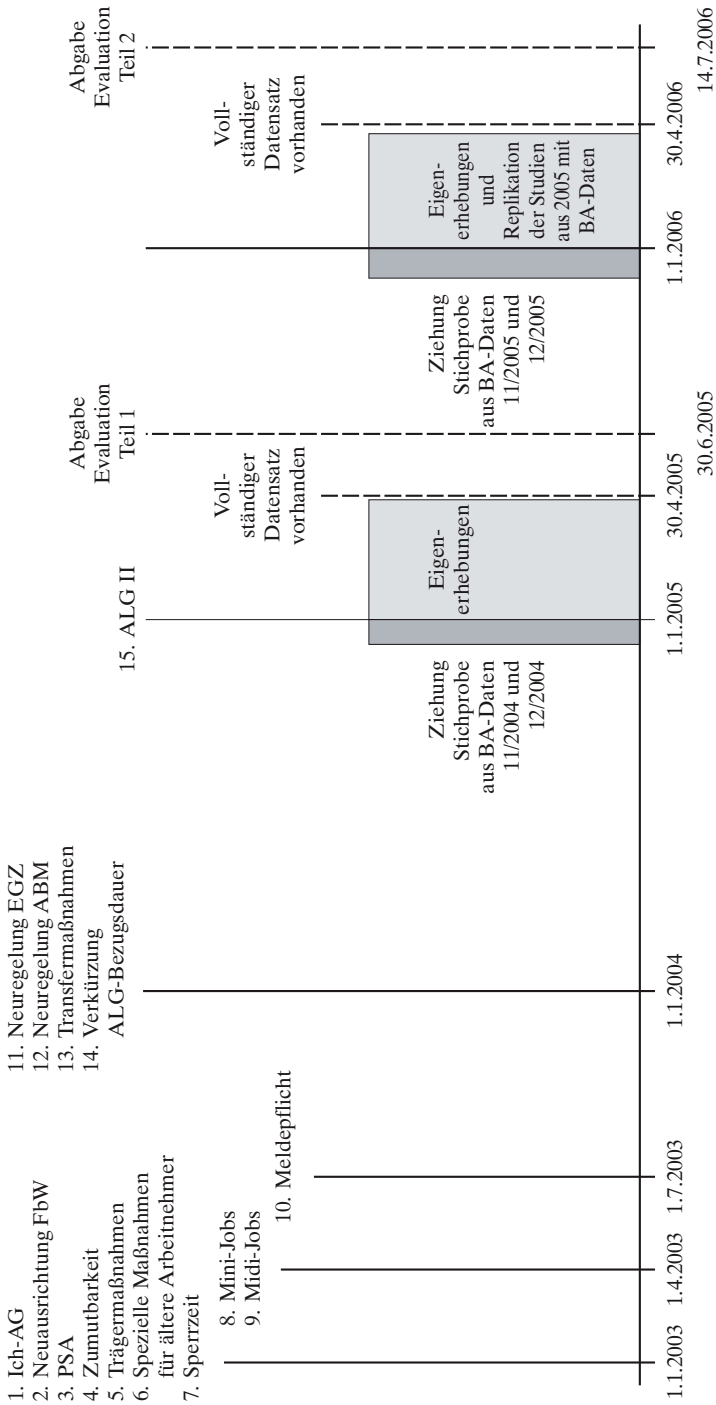 1. Ich-AG
2. Neuausrichtung FbW
3. PSA
4. Zumutbarkeit
5. Trägermaßnahmen
6. Spezielle Maßnahmen
für ältere Arbeitnehmer
7. Sperrzeit
8. Mini-Jobs
9. Midi-Jobs
10. Meldepflicht
11. Neuregelung EGZ
12. Neuregelung ABM
13. Transfermaßnahmen
14. Verkürzung
ALG-Bezugsdauer
15. ALG II
Abgabe
Evaluation
Teil 1
Abgabe
Evaluation
Teil 2
Ziehung
Stichprobe
aus BA-Daten
11/2004 und
12/2004
Eigen-
erhebungen
Voll-
ständiger
Datensatz
vorhanden
Ziehung
Stichprobe
aus BA-Daten
11/2005 und
12/2005
Eigen-
erhebungen
und
Replikation
der Studien
aus 2005 mit
BA-Daten
Voll-
ständiger
Datensatz
vorhanden
1.1.2003
1.4.2003
1.7.2003
1.1.2004
1.1.2005
30.4.2005
30.6.2005
1.1.2006
30.4.2006
14.7.2006